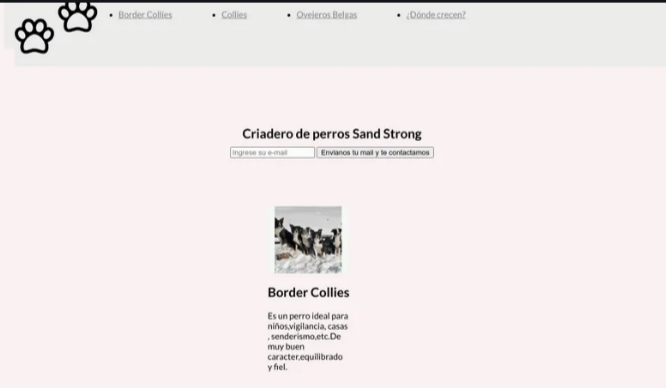 Border Collies
Collies
Ovejeros Belgas
¿Dónde crecen?
Criadero de perros Sand Strong
Ingrese su e-mail
Envianos tu mail y te contactamos
Border Collies
Es un perro ideal para
niños,vigilancia, casas
, senderismo,etc.De
muy buen
caracter,equilibrado
y fiel.